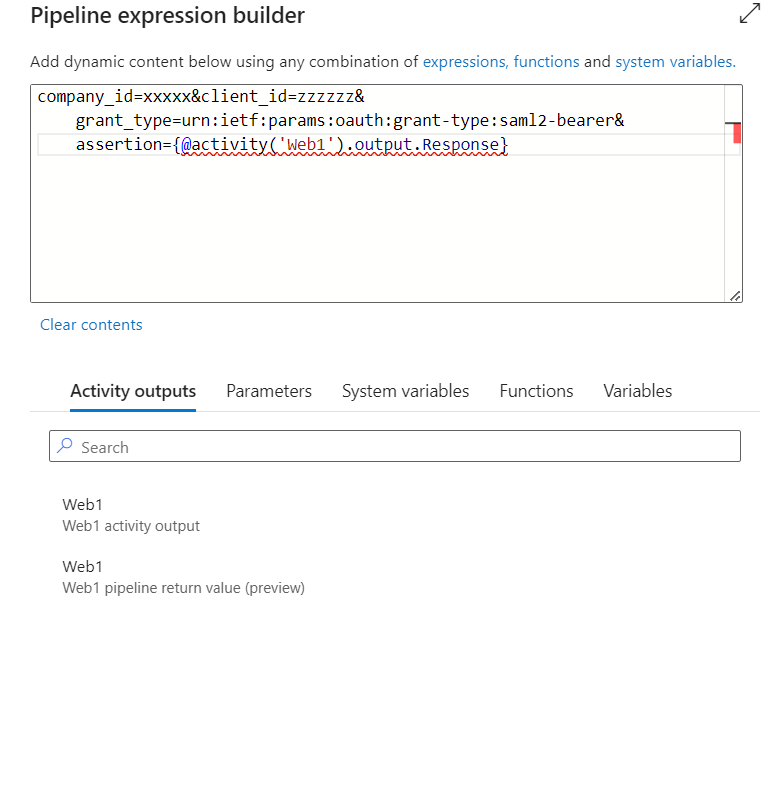 Pipeline expression builder
Add dynamic content below using any combination of expressions, functions and system variables.
company_id=xxxxx&client_id=zzzzzz&
grant_type=urn:ietf:params:oauth:grant-type:saml2-bearer&
assertion={@activity('Web1').output.Response}
Clear contents
Activity outputs Parameters System variables Functions Variables
Search
Web1
Web1 activity output
Web1
Web1 pipeline return value (preview)